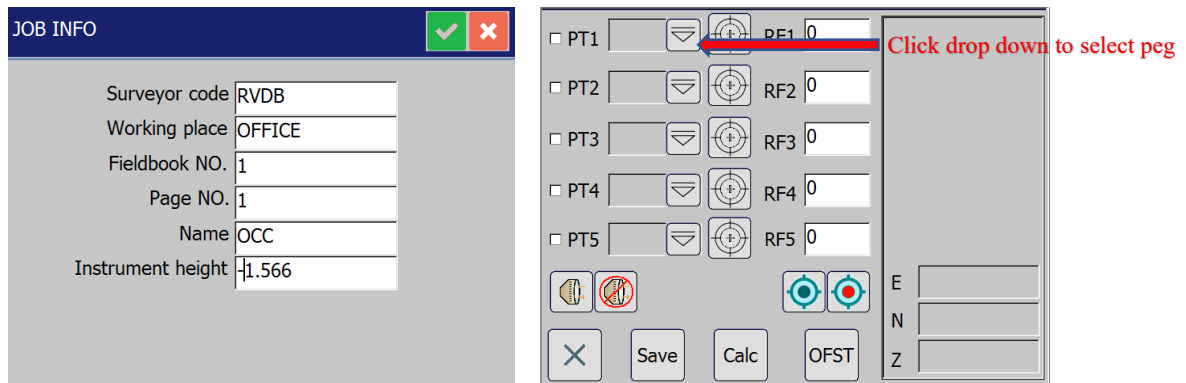 JOB INFO
Surveyor code RVDB
Working place OFFICE
Fieldbook NO. 1
Page NO. 1
Name OCC
Instrument height -1.566
PT1 RF1 0
Click drop down to select peg
PT2 RF2 0
PT3 RF3 0
PT4 RF4 0
PT5 RF5 0
E
N
Save Calc OFST Z